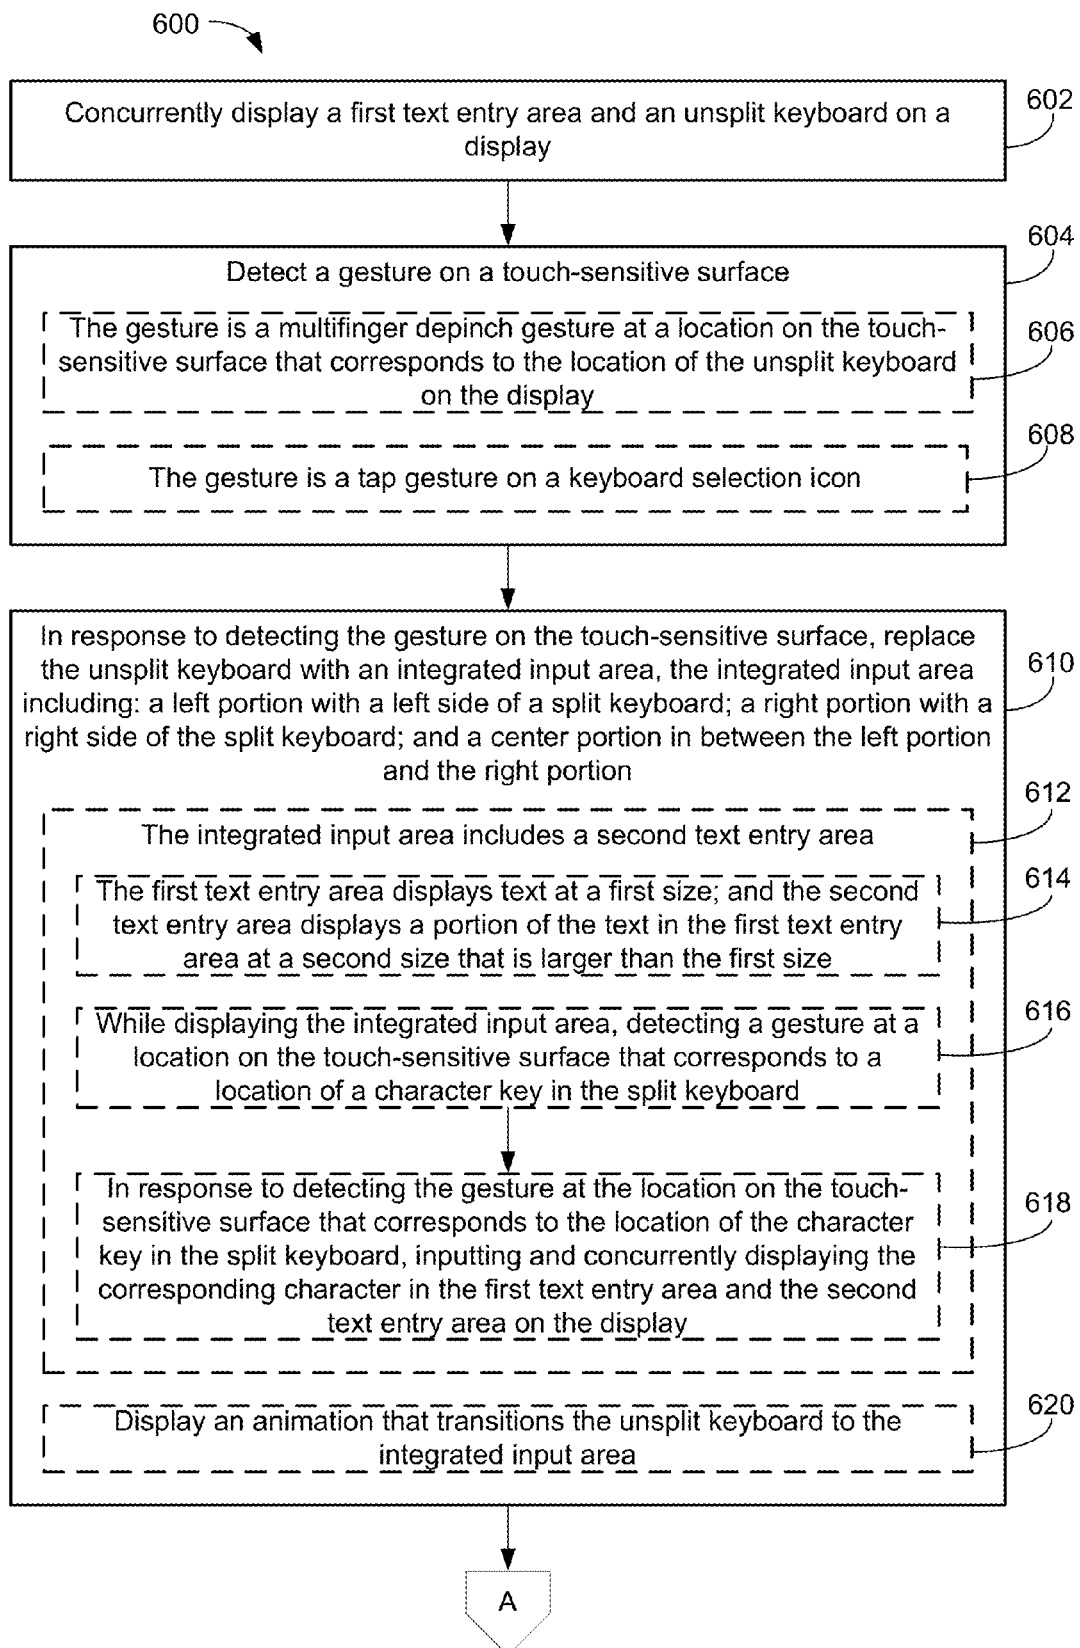 600
Concurrently display a first text entry area and an unsplit keyboard on a
display
602
604
Detect a gesture on a touch-sensitive surface
The gesture is a multifinger depinch gesture at a location on the touch-
sensitive surface that corresponds to the location of the unsplit keyboard
on the display
606
608
The gesture is a tap gesture on a keyboard selection icon
In response to detecting the gesture on the touch-sensitive surface, replace
the unsplit keyboard with an integrated input area, the integrated input area
including: a left portion with a left side of a split keyboard; a right portion with a
right side of the split keyboard; and a center portion in between the left portion
and the right portion
610
612
The integrated input area includes a second text entry area
The first text entry area displays text at a first size; and the second
text entry area displays a portion of the text in the first text entry
area at a second size that is larger than the first size
614
While displaying the integrated input area, detecting a gesture at a
location on the touch-sensitive surface that corresponds to a
location of a character key in the split keyboard
616
In response to detecting the gesture at the location on the touch-
sensitive surface that corresponds to the location of the character
key in the split keyboard, inputting and concurrently displaying the
corresponding character in the first text entry area and the second
text entry area on the display
618
Display an animation that transitions the unsplit keyboard to the
integrated input area
620
A